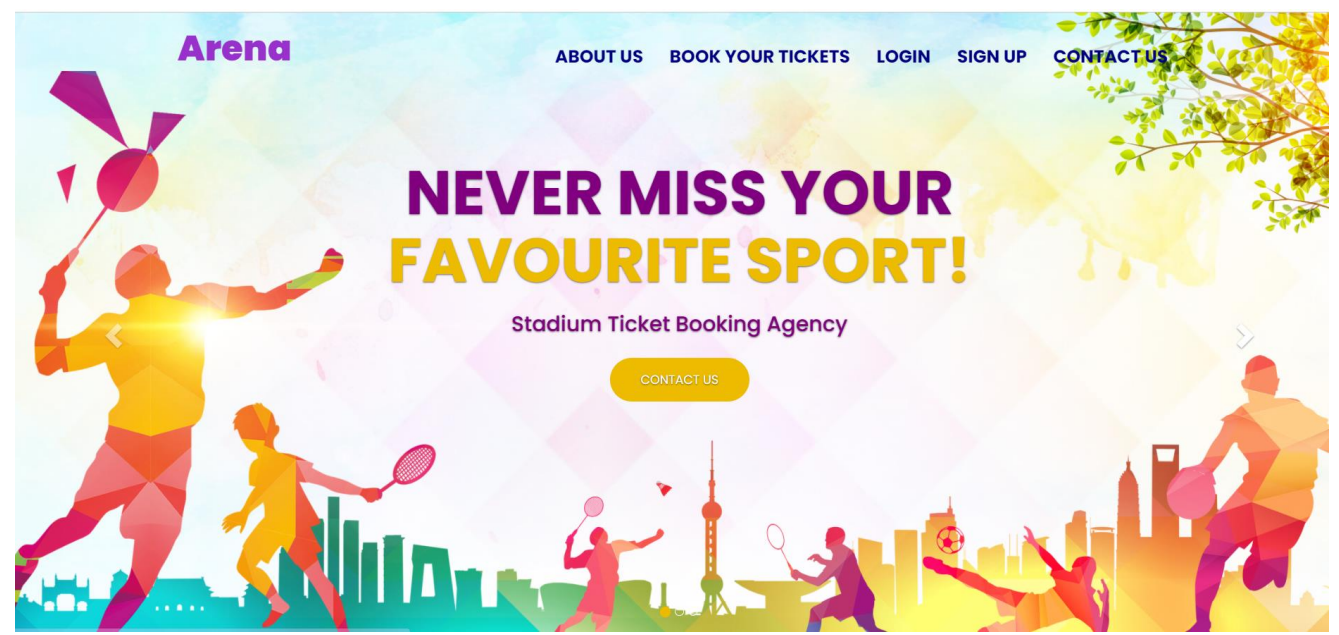 Arena
ABOUT US BOOK YOUR TICKETS LOGIN SIGN UP CONTACT US
NEVER MISS YOUR
FAVOURITE SPORT!
Stadium Ticket Booking Agency
CONTACT US